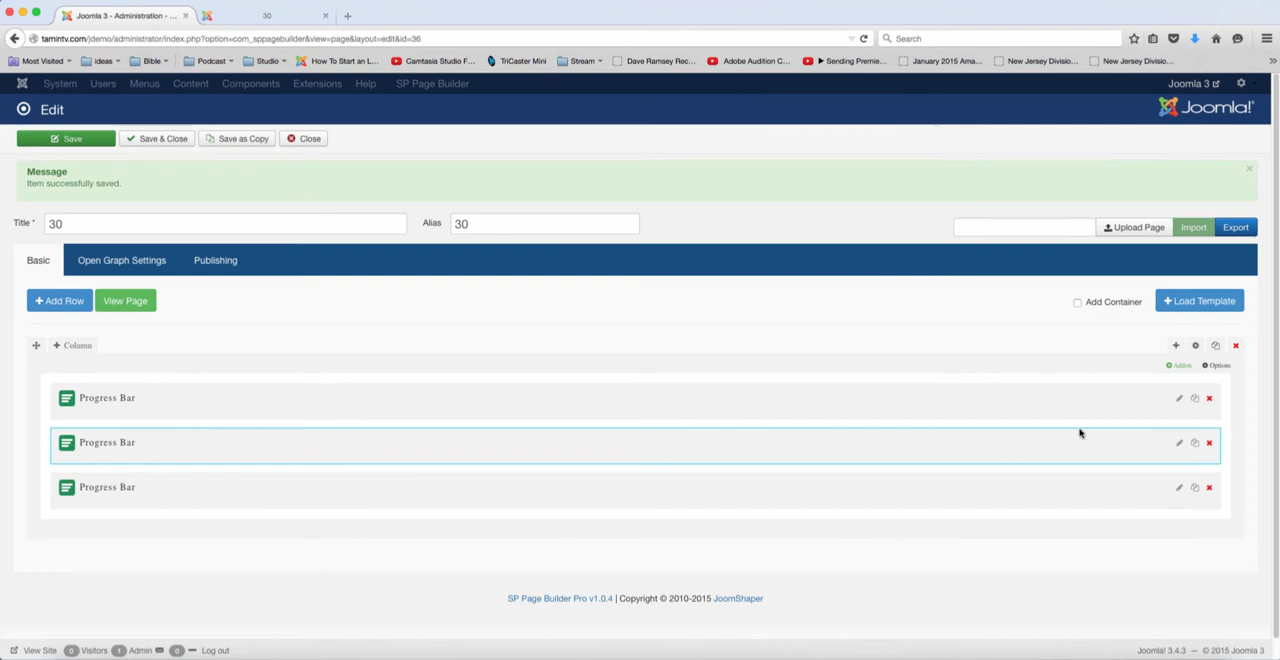 Joomla 3 - Administration - ...
30
tamintv.com/jdemo/administrator/index.php?option=com_sppagebuilder&view=page&layout=edit&id=36
Search
Most Visited ideas Bible Podcast Studio How To Start an L... Camtasia Studio F... TriCaster Mini Stream Dave Ramsey Rec... Adobe Audition C... ► Sending Premie... January 2015 Ama... New Jersey Divisio... New Jersey Divisio...
System Users Menus Content Components Extensions Help SP Page Builder Joomla 3
Edit Joomla!
Save Save & Close Save as Copy Close
Message
Item successfully saved.
Title * 30 Alias 30 Upload Page Import Export
Basic Open Graph Settings Publishing
+ Add Row View Page Add Container + Load Template
+ Column
Addon Options
Progress Bar
Progress Bar
Progress Bar
SP Page Builder Pro v1.0.4 | Copyright © 2010-2015 JoomShaper
View Site 0 Visitors 1 Admin 0 Log out Joomla! 3.4.3 — © 2015 Joomla 3